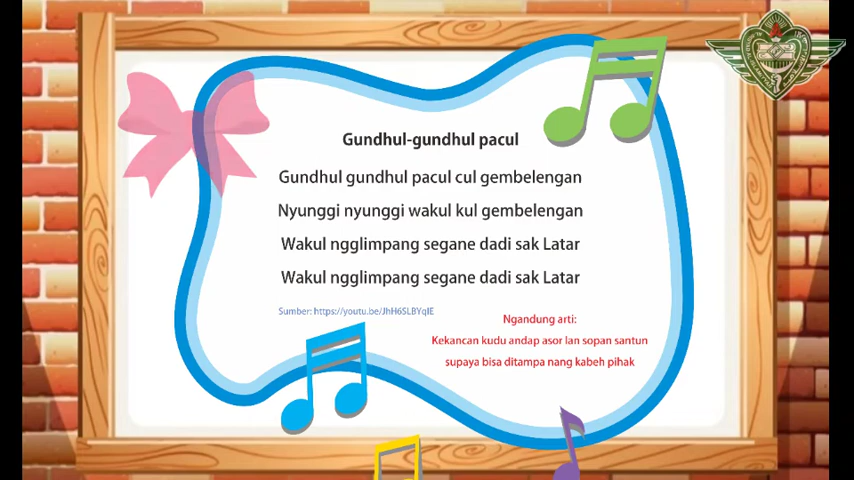 Gundhul-gundhul pacul
Gundhul gundhul pacul cul gembelengan
Nyunggi nyunggi wakul kul gembelengan
Wakul ngglimpang segane dadi sak Latar
Wakul ngglimpang segane dadi sak Latar
Sumber: https://youtu.be/JhH6SLBYqIE
Ngandung arti:
Kekancan kudu andap asor lan sopan santun
supaya bisa ditampa nang kabeh pihak